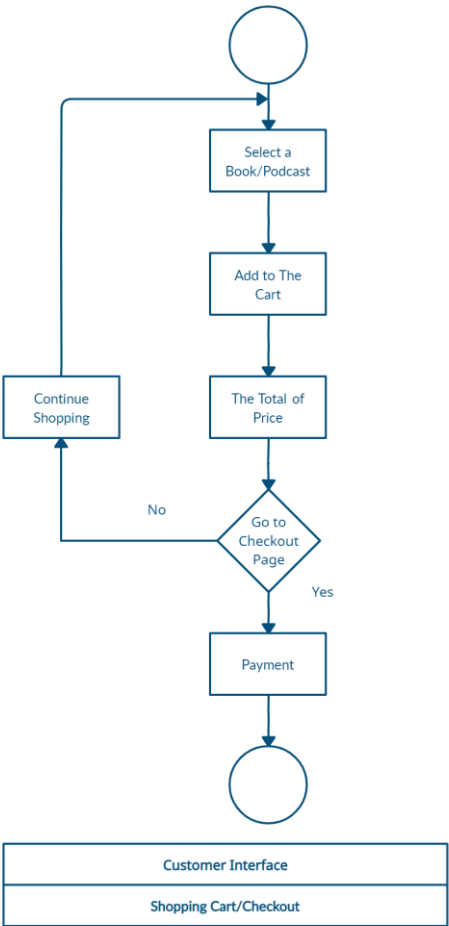 Select a
Book/Podcast
Add to The
Cart
Continue
Shopping
The Total of
Price
No
Go to
Checkout
Page
Yes
Payment
Customer Interface
Shopping Cart/Checkout